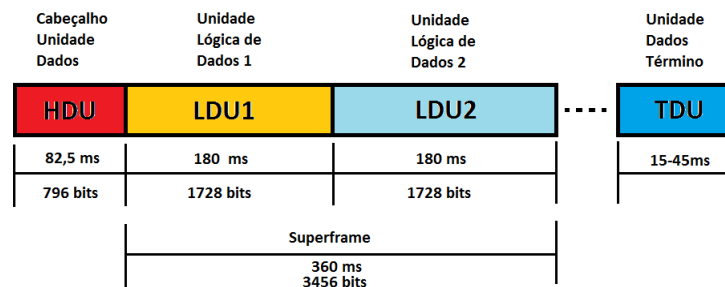 Cabeçalho
Unidade
Dados
Unidade
Lógica de
Dados 1
Unidade
Lógica de
Dados 2
Unidade
Dados
Término
HDU
LDU1
LDU2
TDU
82,5 ms
180 ms
180 ms
15-45ms
796 bits
1728 bits
1728 bits
Superframe
360 ms
3456 bits